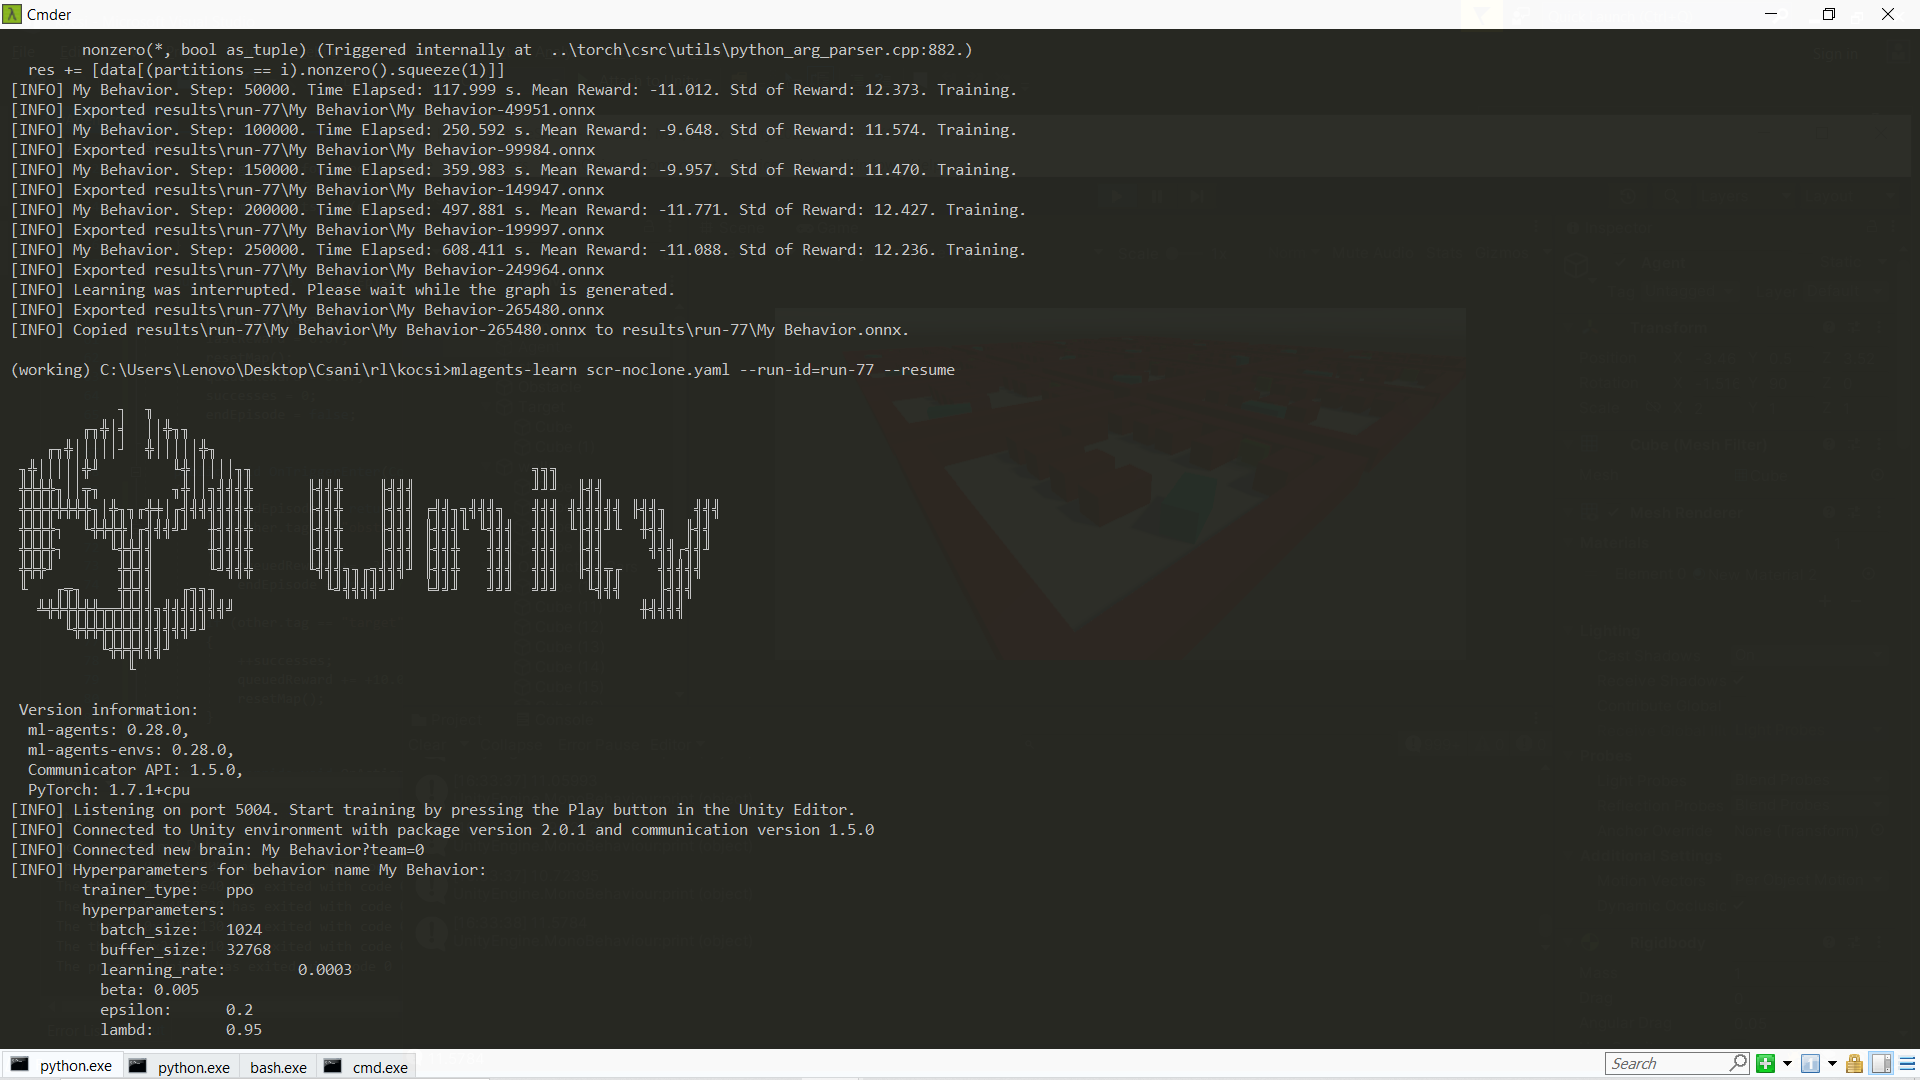 Cmder
nonzero(*, bool as_tuple) (Triggered internally at  ..\torch\csrc\utils\python_arg_parser.cpp:882.)
res += [data[(partitions == i).nonzero().squeeze(1)]]
[INFO] My Behavior. Step: 50000. Time Elapsed: 117.999 s. Mean Reward: -11.012. Std of Reward: 12.373. Training.
[INFO] Exported results\run-77\My Behavior\My Behavior-49951.onnx
[INFO] My Behavior. Step: 100000. Time Elapsed: 250.592 s. Mean Reward: -9.648. Std of Reward: 11.574. Training.
[INFO] Exported results\run-77\My Behavior\My Behavior-99984.onnx
[INFO] My Behavior. Step: 150000. Time Elapsed: 359.983 s. Mean Reward: -9.957. Std of Reward: 11.470. Training.
[INFO] Exported results\run-77\My Behavior\My Behavior-149947.onnx
[INFO] My Behavior. Step: 200000. Time Elapsed: 497.881 s. Mean Reward: -11.771. Std of Reward: 12.427. Training.
[INFO] Exported results\run-77\My Behavior\My Behavior-199997.onnx
[INFO] My Behavior. Step: 250000. Time Elapsed: 608.411 s. Mean Reward: -11.088. Std of Reward: 12.236. Training.
[INFO] Exported results\run-77\My Behavior\My Behavior-249964.onnx
[INFO] Learning was interrupted. Please wait while the graph is generated.
[INFO] Exported results\run-77\My Behavior\My Behavior-265480.onnx
[INFO] Copied results\run-77\My Behavior\My Behavior-265480.onnx to results\run-77\My Behavior.onnx.
(working) C:\Users\Lenovo\Desktop\Csani\rl\kocsi>mlagents-learn scr-noclone.yaml --run-id=run-77 --resume
Unity
Version information:
ml-agents: 0.28.0,
ml-agents-envs: 0.28.0,
Communicator API: 1.5.0,
PyTorch: 1.7.1+cpu
[INFO] Listening on port 5004. Start training by pressing the Play button in the Unity Editor.
[INFO] Connected to Unity environment with package version 2.0.1 and communication version 1.5.0
[INFO] Connected new brain: My Behavior?team=0
[INFO] Hyperparameters for behavior name My Behavior:
trainer_type: ppo
hyperparameters:
batch_size: 1024
buffer_size: 32768
learning_rate: 0.0003
beta: 0.005
epsilon: 0.2
lambd: 0.95
python.exe python.exe bash.exe cmd.exe Search